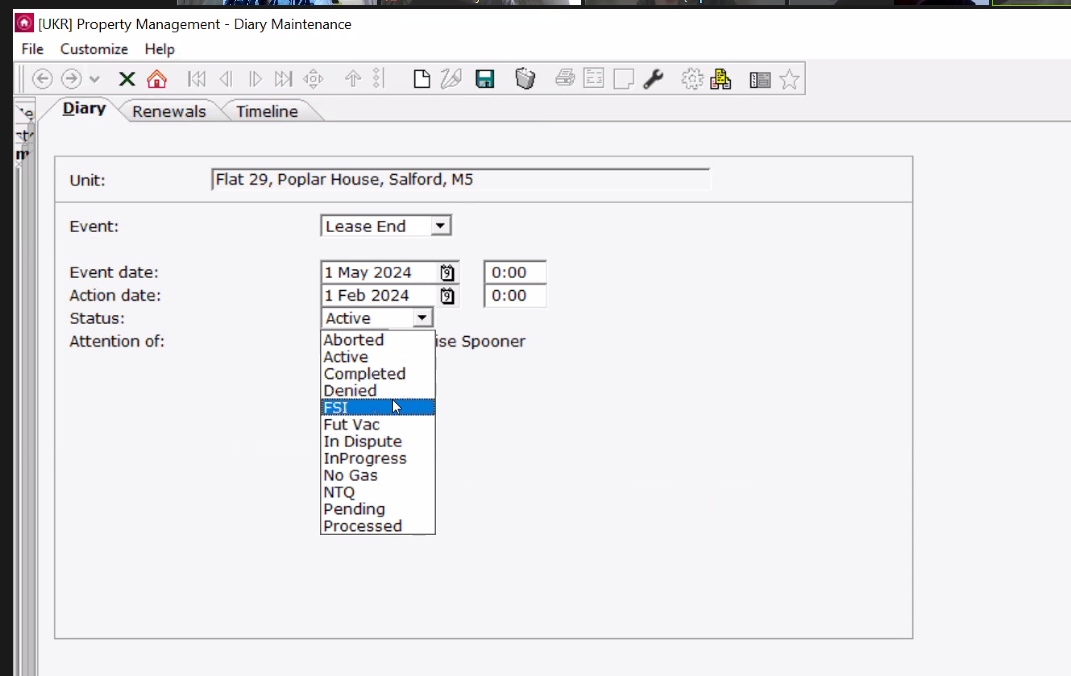 [UKR] Property Management - Diary Maintenance
File Customize Help
Diary Renewals Timeline
Unit: Flat 29, Poplar House, Salford, M5
Event: Lease End
Event date: 1 May 2024 9 0:00
Action date: 1 Feb 2024 9 0:00
Status: Active
Attention of: ise Spooner
Aborted
Active
Completed
Denied
FSI
Fut Vac
In Dispute
InProgress
No Gas
NTQ
Pending
Processed